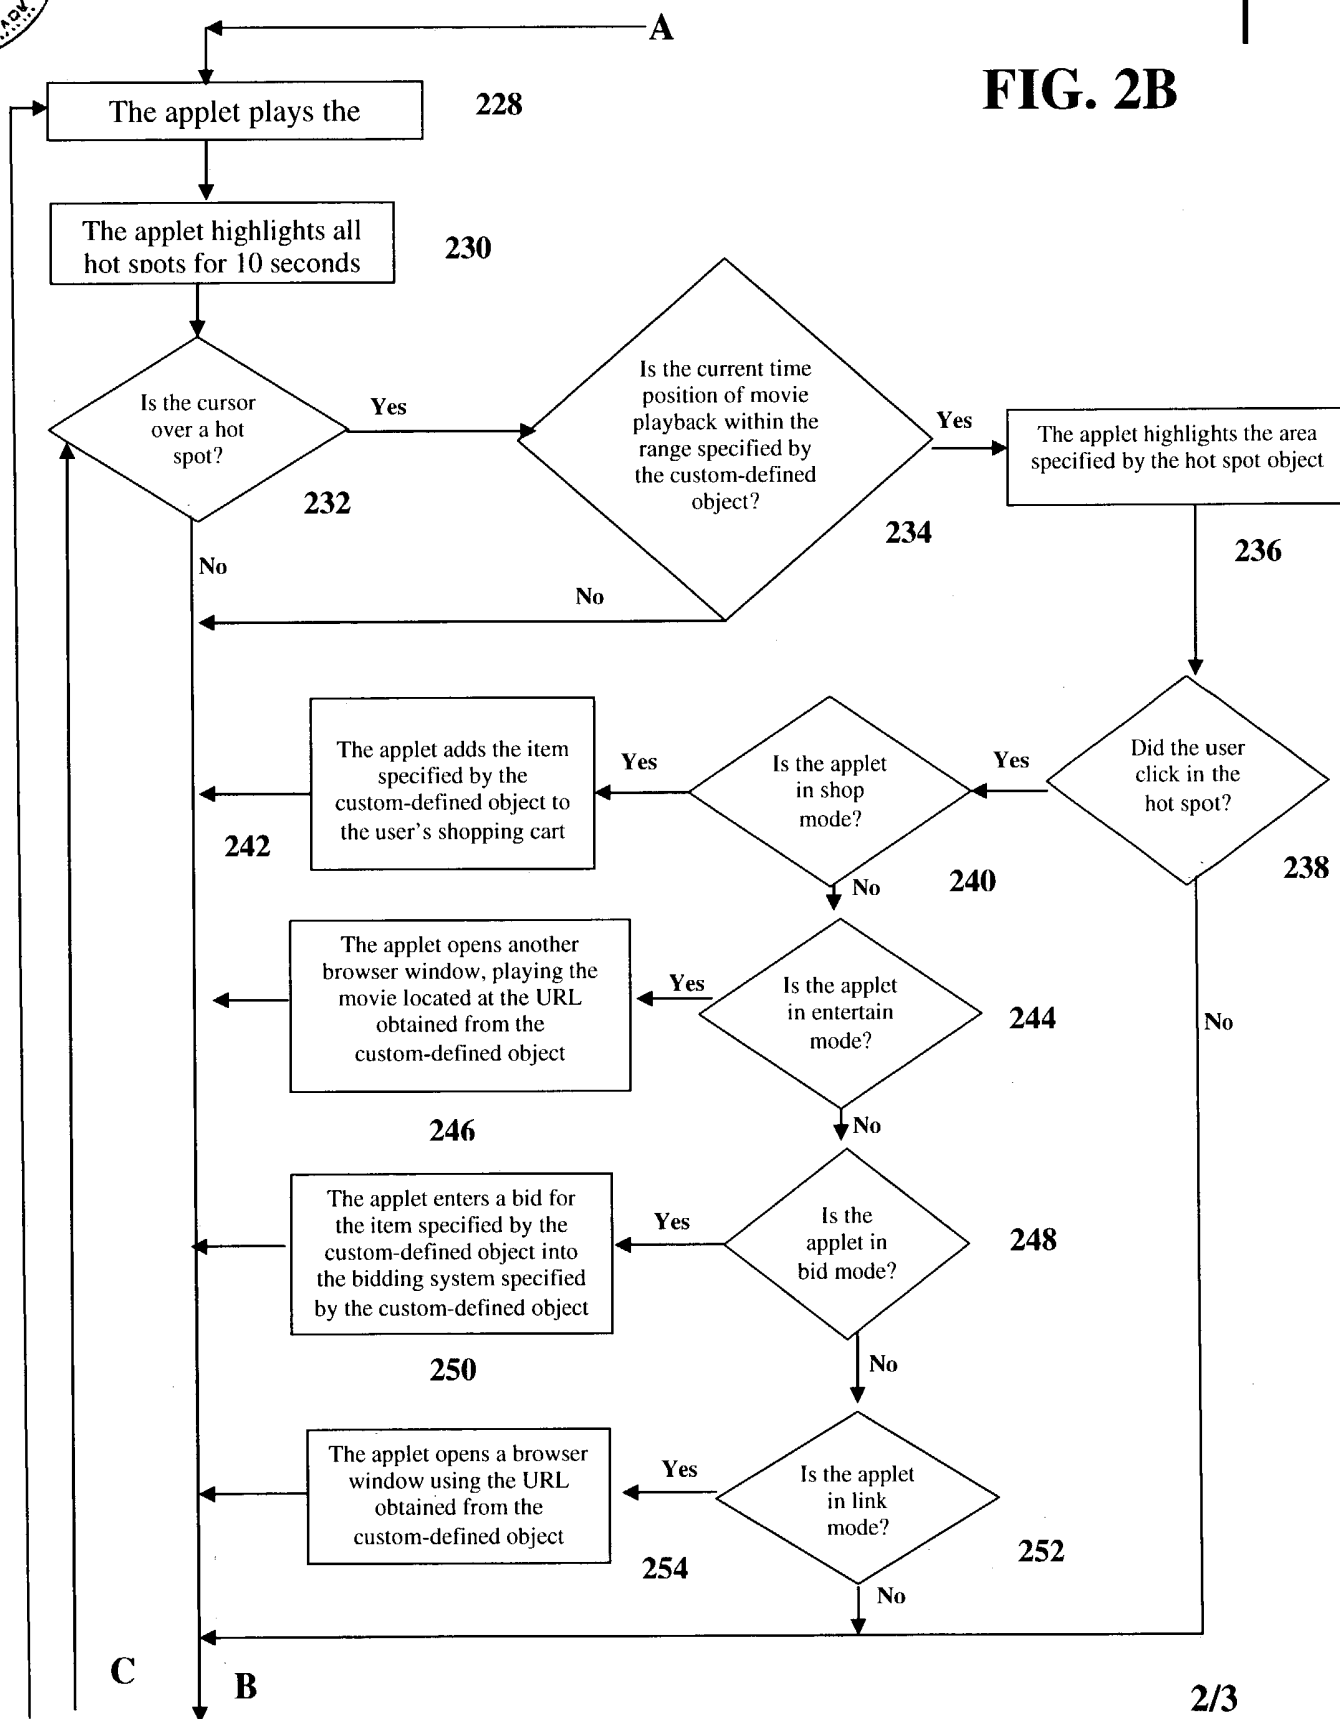 A
FIG. 2B
The applet plays the
228
The applet highlights all
hot spots for 10 seconds
230
Is the cursor
over a hot
spot?
232
Yes
Is the current time
position of movie
playback within the
range specified by
the custom-defined
object?
234
Yes
The applet highlights the area
specified by the hot spot object
236
No
No
The applet adds the item
specified by the
custom-defined object to
the user's shopping cart
242
Yes
Is the applet
in shop
mode?
240
Yes
Did the user
click in the
hot spot?
238
No
The applet opens another
browser window, playing the
movie located at the URL
obtained from the
custom-defined object
246
Yes
Is the applet
in entertain
mode?
244
No
No
The applet enters a bid for
the item specified by the
custom-defined object into
the bidding system specified
by the custom-defined object
250
Yes
Is the
applet in
bid mode?
248
No
The applet opens a browser
window using the URL
obtained from the
custom-defined object
254
Yes
Is the applet
in link
mode?
252
No
C
B
2/3